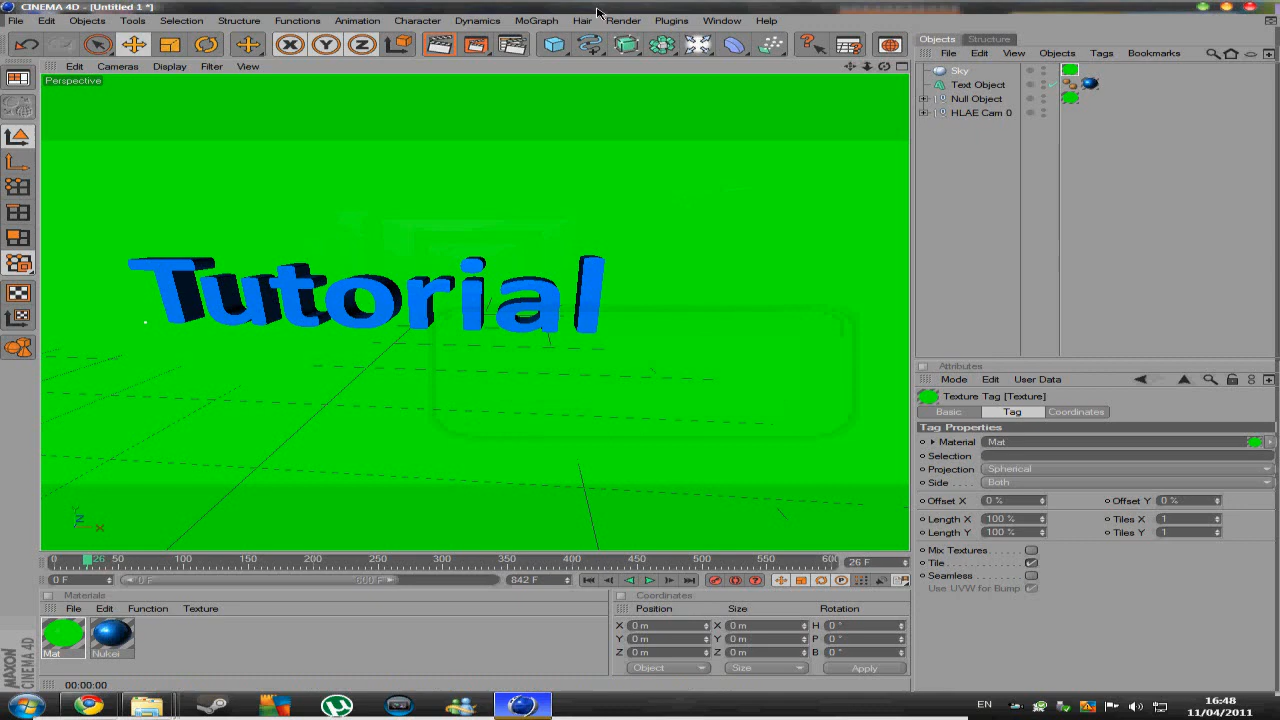 CINEMA 4D - [Untitled 1 *]
File Edit Objects Tools Selection Structure Functions Animation Character Dynamics MoGraph Hair Render Plugins Window Help
Edit Cameras Display Filter View
Perspective
Tutorial
0 26 50 100 150 200 250 300 350 400 450 500 550 600 26 F
0 F 0 F 600 F 842 F
Materials
File Edit Function Texture
Mat Nukei
Coordinates
Position Size Rotation
X 0 m X 0 m H 0 °
Y 0 m Y 0 m P 0 °
Z 0 m Z 0 m B 0 °
Object Size Apply
00:00:00
MAXON
CINEMA 4D
Objects Structure
File Edit View Objects Tags Bookmarks
Sky
Text Object
Null Object
HLAE Cam 0
Attributes
Mode Edit User Data
Texture Tag [Texture]
Basic Tag Coordinates
Tag Properties
Material Mat
Selection
Projection Spherical
Side Both
Offset X 0 % Offset Y 0 %
Length X 100 % Tiles X 1
Length Y 100 % Tiles Y 1
Mix Textures
Tile
Seamless
Use UVW for Bump
EN
16:48
11/04/2011